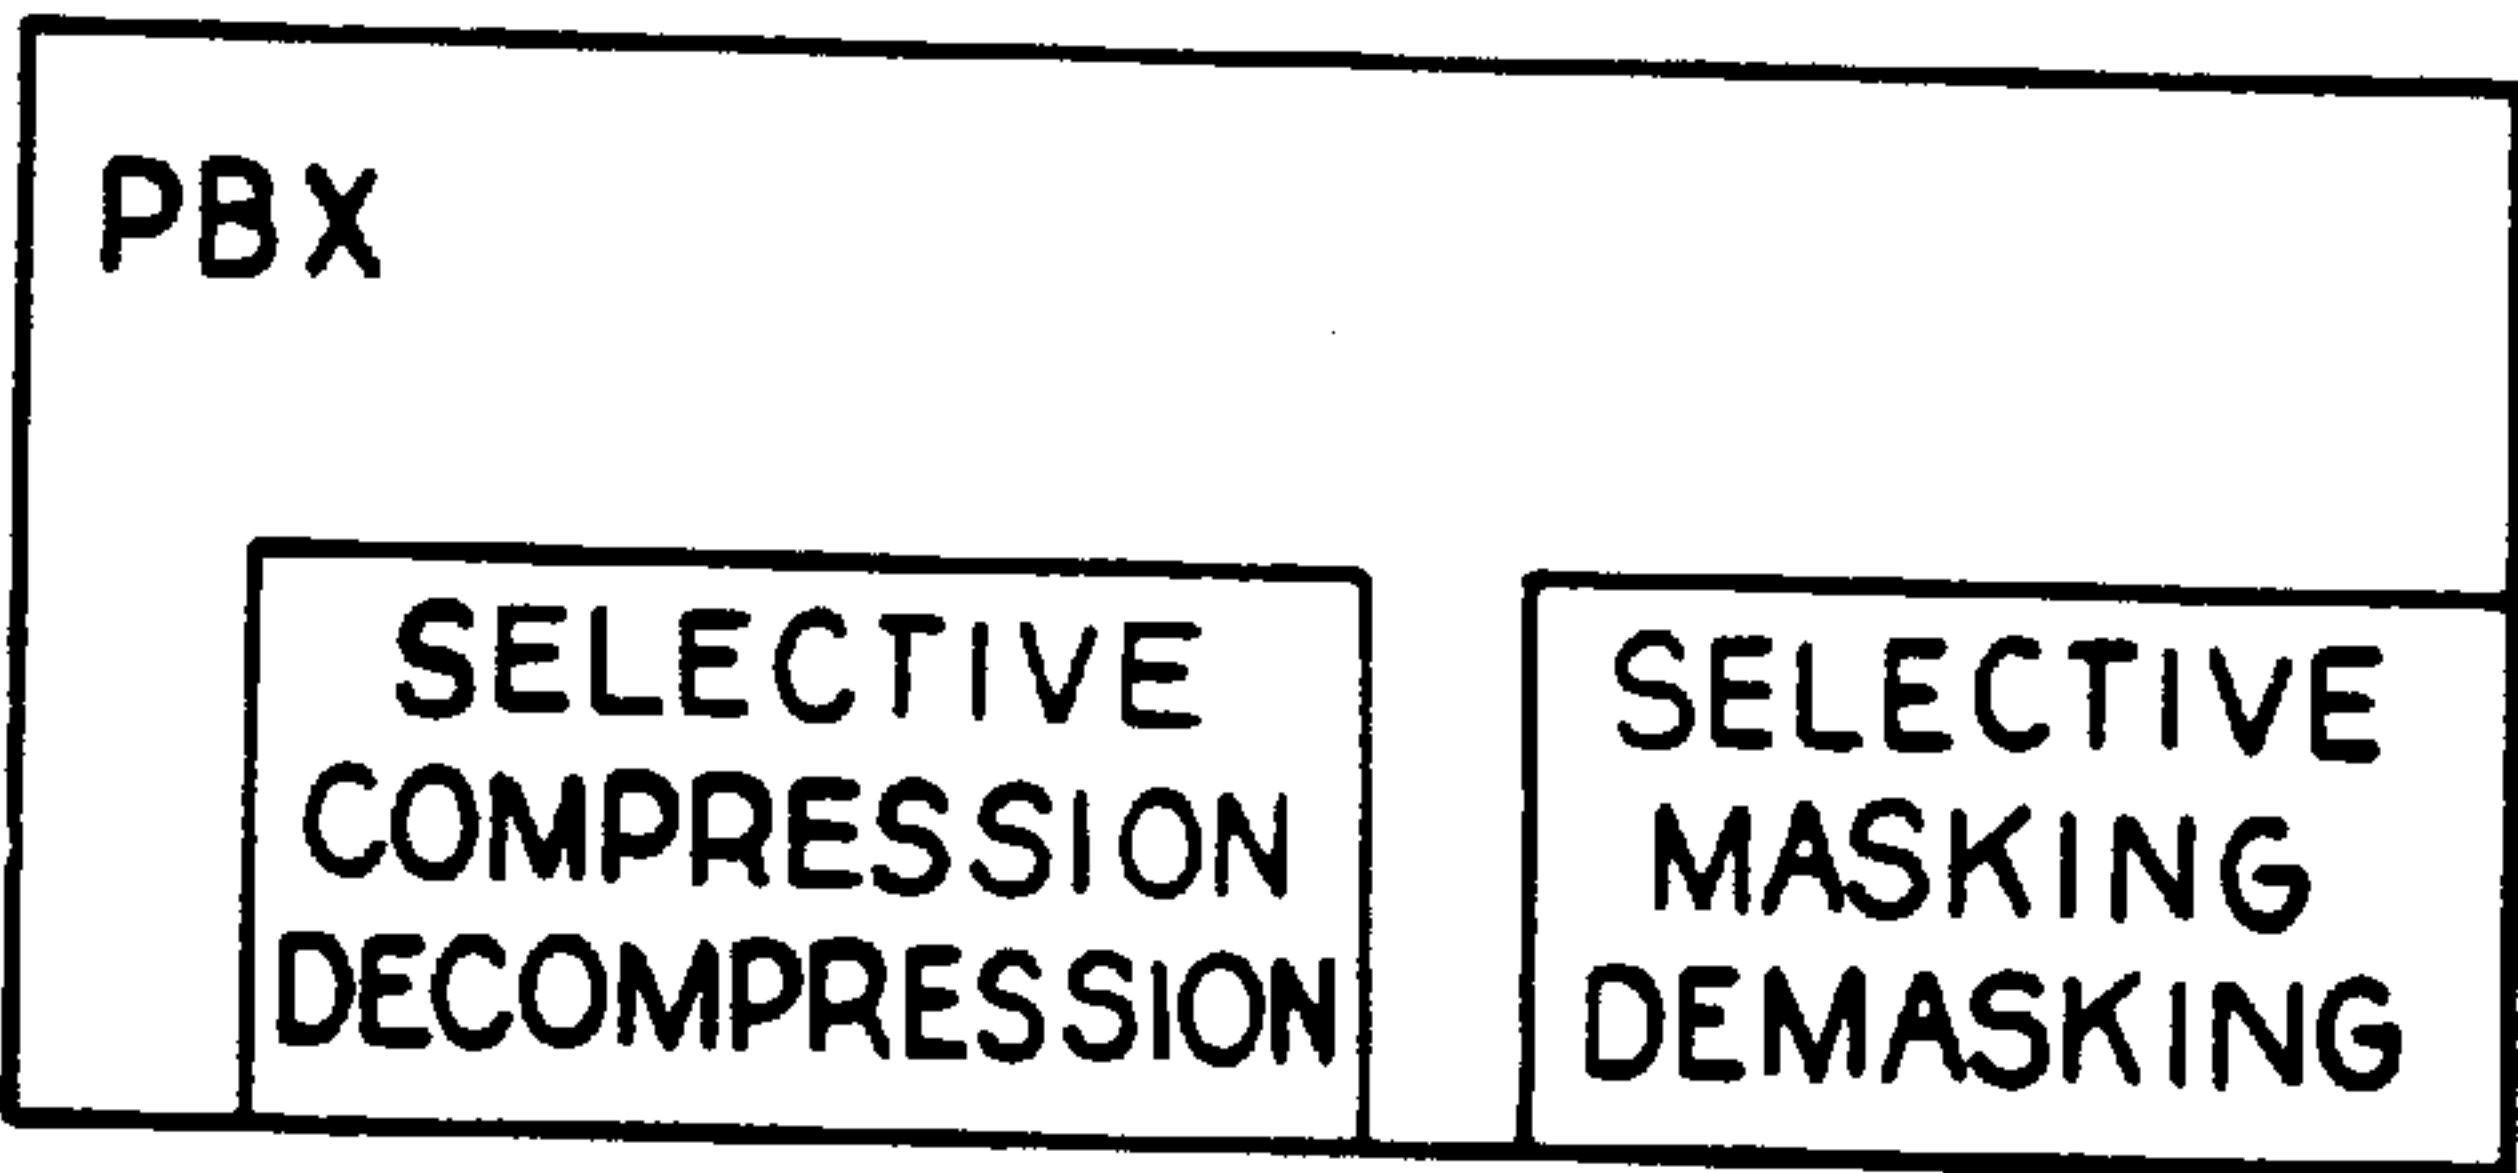 PBX
SELECTIVE
COMPRESSION
DECOMPRESSION
SELECTIVE
MASKING
DEMASKING